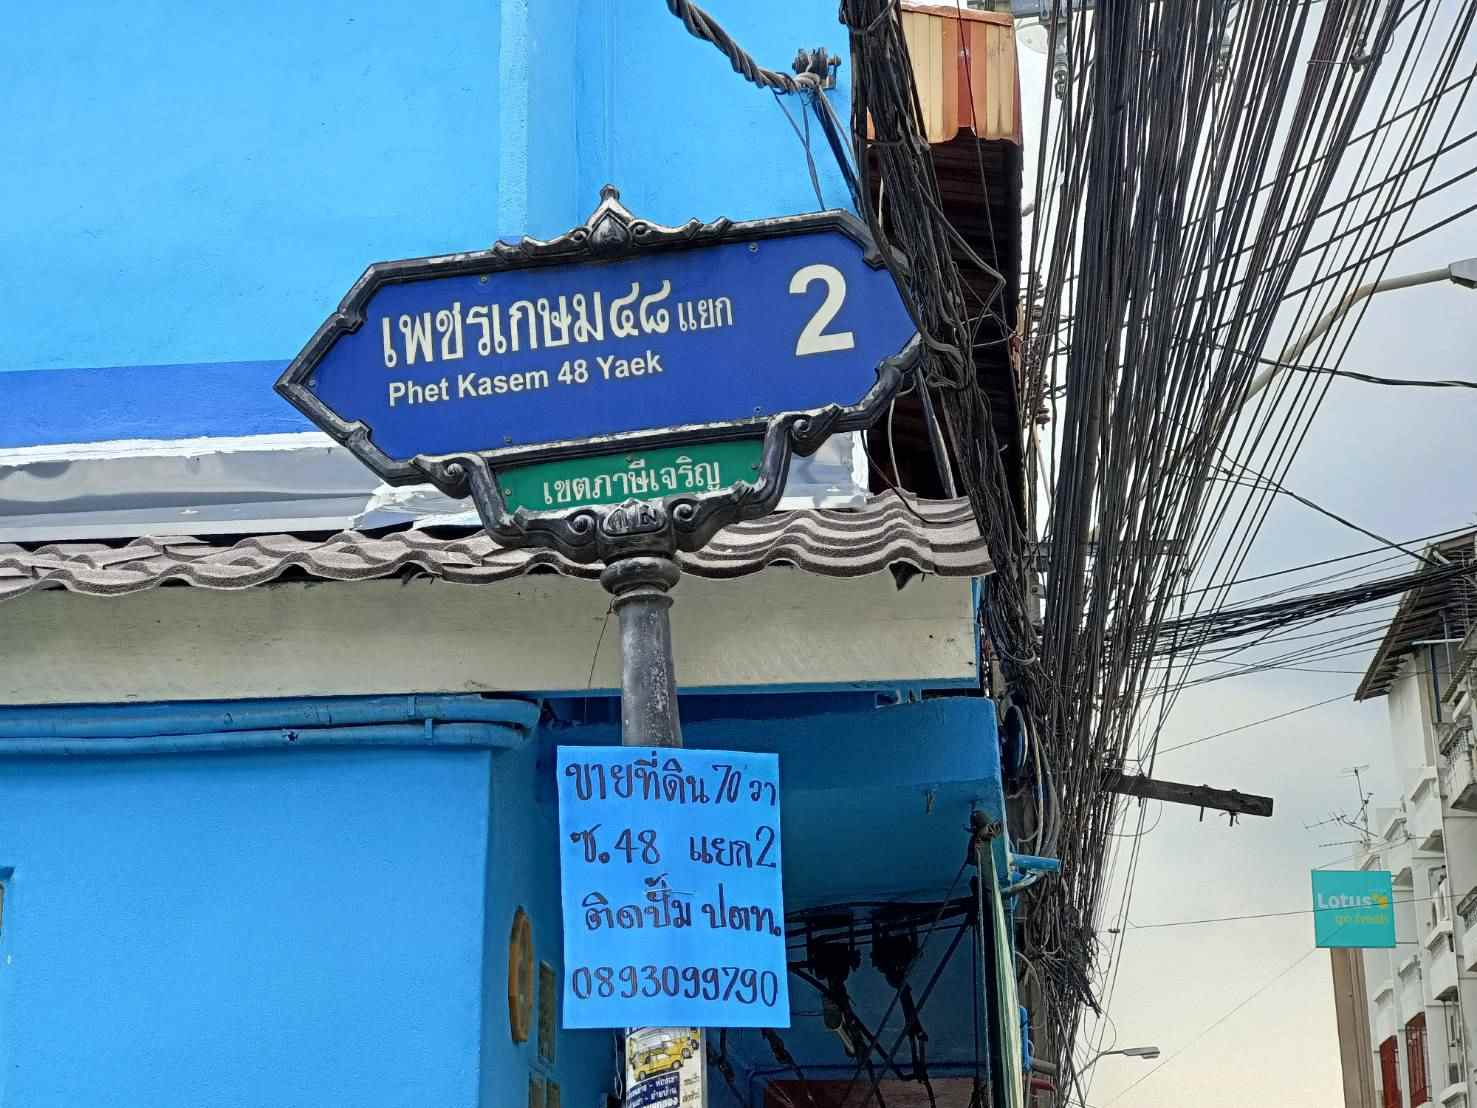 เพชรเกษม๔๘ แยก 2
Phet Kasem 48 Yaek
เขตภาษีเจริญ
ขายที่ดิน 70 วา
ซ.48 แยก2
ติดปั้ม ปตท.
0893099790
Lotus's
go fresh